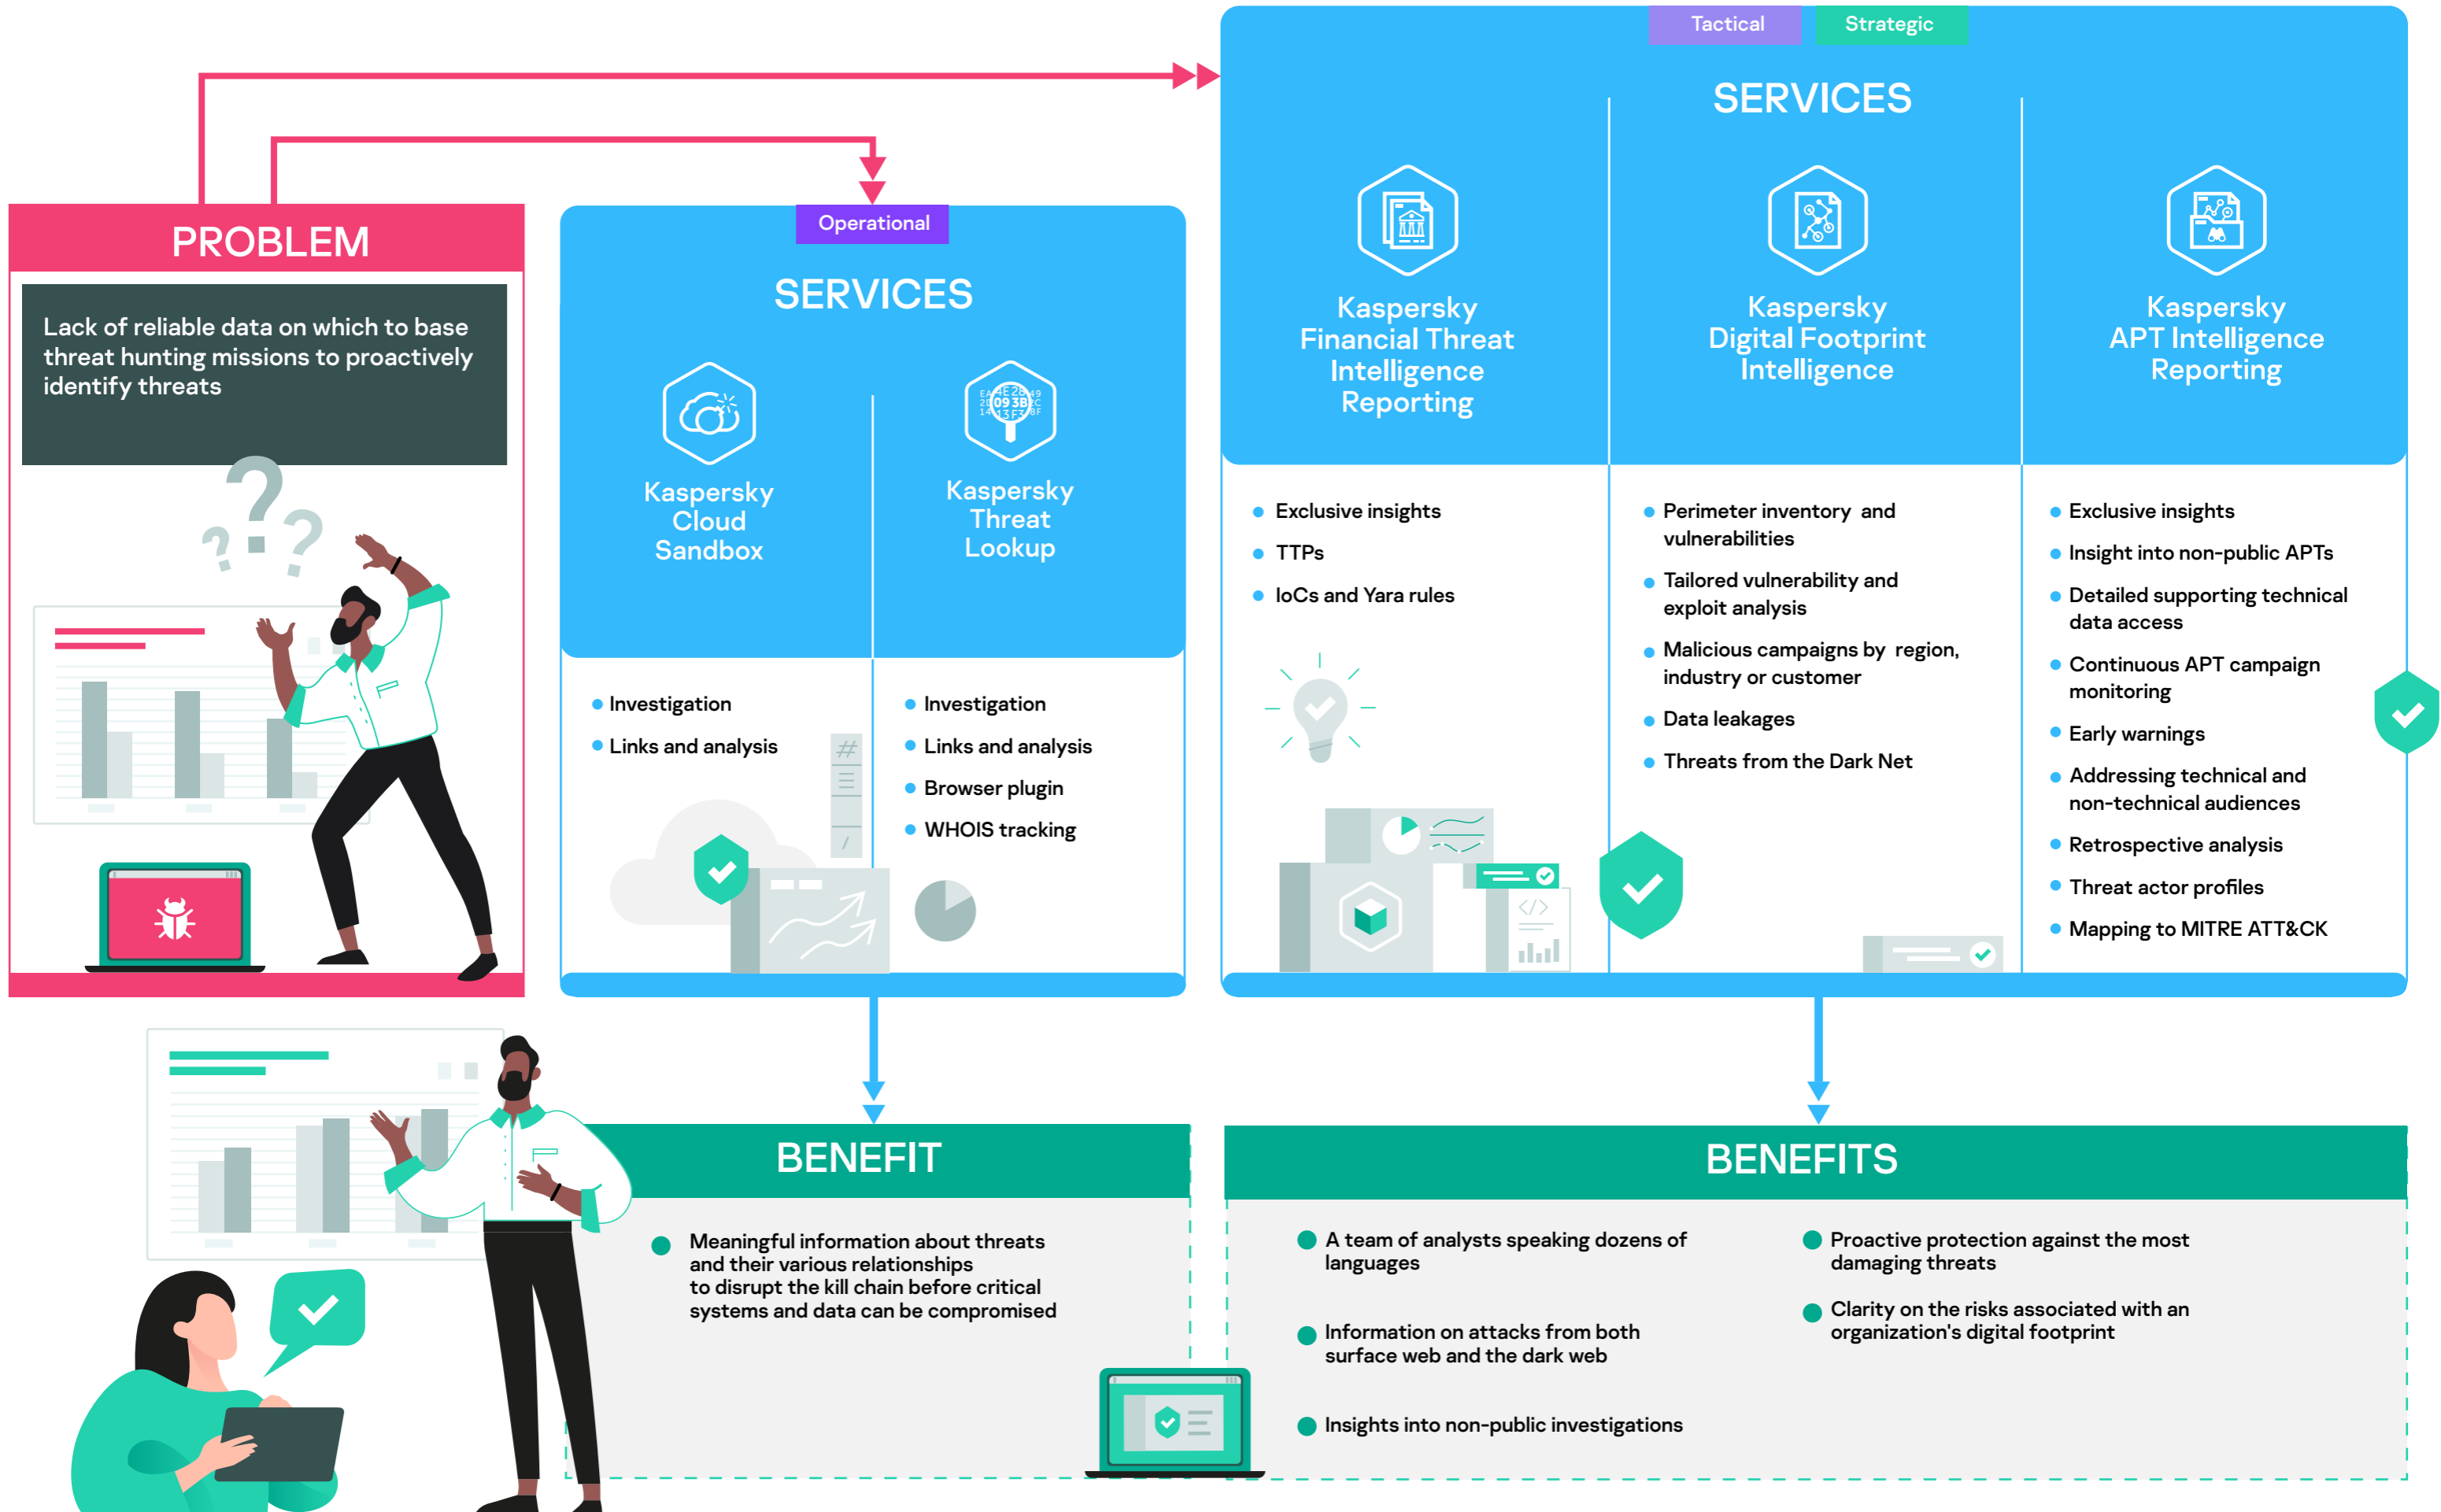 Tactical
Strategic
SERVICES
Kaspersky
Financial Threat
Intelligence
Reporting
Kaspersky
Digital Footprint
Intelligence
Kaspersky
APT Intelligence
Reporting
PROBLEM
Lack of reliable data on which to base
threat hunting missions to proactively
identify threats
? ? ?
Operational
SERVICES
Kaspersky
Cloud
Sandbox
09 3B
13 F3
Kaspersky
Threat
Lookup
Investigation
Links and analysis
#
/
Investigation
Links and analysis
Browser plugin
WHOIS tracking
Exclusive insights
TTPs
IoCs and Yara rules
</>
Perimeter inventory and
vulnerabilities
Tailored vulnerability and
exploit analysis
Malicious campaigns by region,
industry or customer
Data leakages
Threats from the Dark Net
Exclusive insights
Insight into non-public APTs
Detailed supporting technical
data access
Continuous APT campaign
monitoring
Early warnings
Addressing technical and
non-technical audiences
Retrospective analysis
Threat actor profiles
Mapping to MITRE ATT&CK
BENEFIT
Meaningful information about threats
and their various relationships
to disrupt the kill chain before critical
systems and data can be compromised
BENEFITS
A team of analysts speaking dozens of
languages
Information on attacks from both
surface web and the dark web
Insights into non-public investigations
Proactive protection against the most
damaging threats
Clarity on the risks associated with an
organization's digital footprint